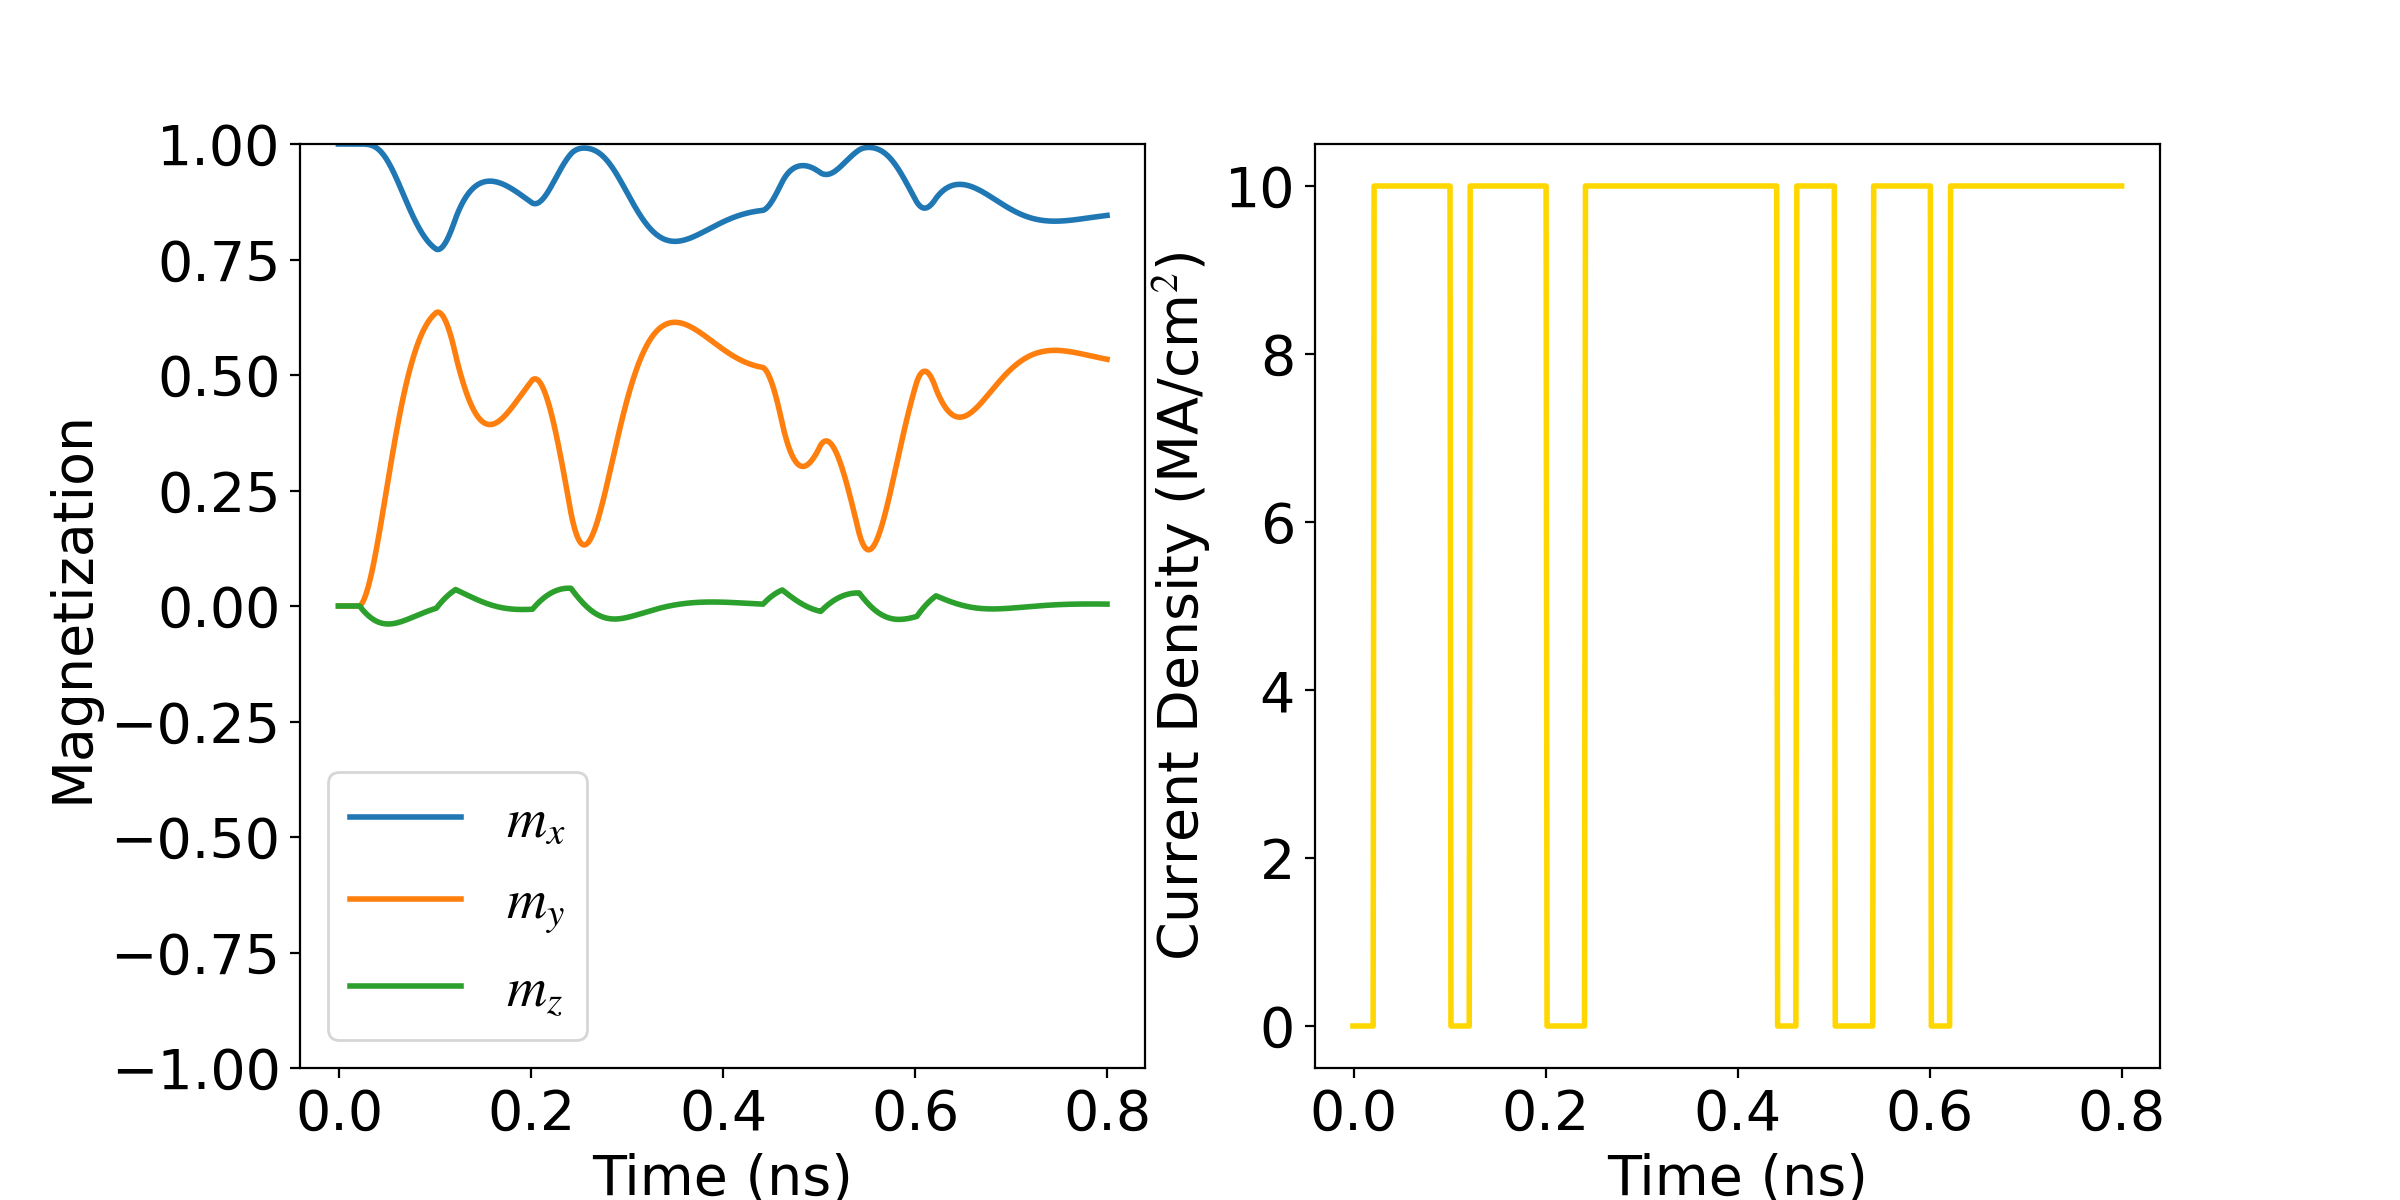 Magnetization
1.00
0.75
0.50
0.25
0.00
−0.25
−0.50
−0.75
−1.00
m_x
m_y
m_z
0.0 0.2 0.4 0.6 0.8
Time (ns)
Current Density (MA/cm²)
10
8
6
4
2
0
0.0 0.2 0.4 0.6 0.8
Time (ns)